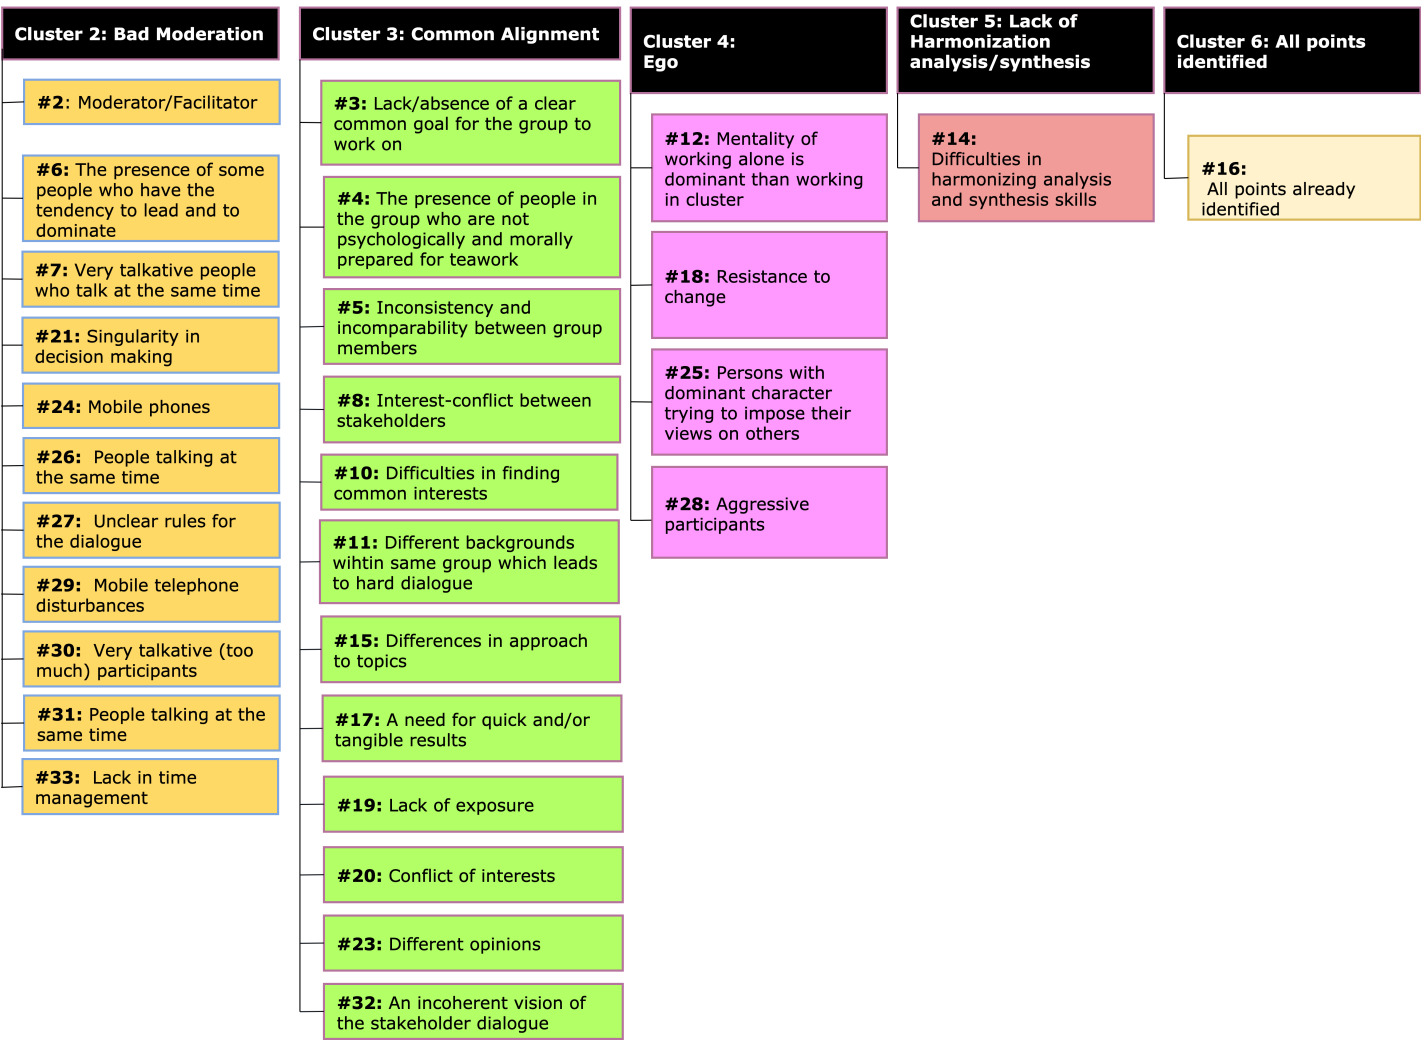 Cluster 2: Bad Moderation
#2: Moderator/Facilitator
#6: The presence of some
people who have the
tendency to lead and to
dominate
#7: Very talkative people
who talk at the same time
#21: Singularity in
decision making
#24: Mobile phones
#26:  People talking at
the same time
#27:  Unclear rules for
the dialogue
#29:  Mobile telephone
disturbances
#30:  Very talkative (too
much) participants
#31: People talking at the
same time
#33:  Lack in time
management
Cluster 3: Common Alignment
#3: Lack/absence of a clear
common goal for the group to
work on
#4: The presence of people in
the group who are not
psychologically and morally
prepared for teawork
#5: Inconsistency and
incomparability between group
members
#8: Interest-conflict between
stakeholders
#10: Difficulties in finding
common interests
#11: Different backgrounds
wihtin same group which leads
to hard dialogue
#15: Differences in approach
to topics
#17: A need for quick and/or
tangible results
#19: Lack of exposure
#20: Conflict of interests
#23: Different opinions
#32: An incoherent vision of
the stakeholder dialogue
Cluster 4:
Ego
#12: Mentality of
working alone is
dominant than working
in cluster
#18: Resistance to
change
#25: Persons with
dominant character
trying to impose their
views on others
#28: Aggressive
participants
Cluster 5: Lack of
Harmonization
analysis/synthesis
#14:
Difficulties in
harmonizing analysis
and synthesis skills
Cluster 6: All points
identified
#16:
All points already
identified